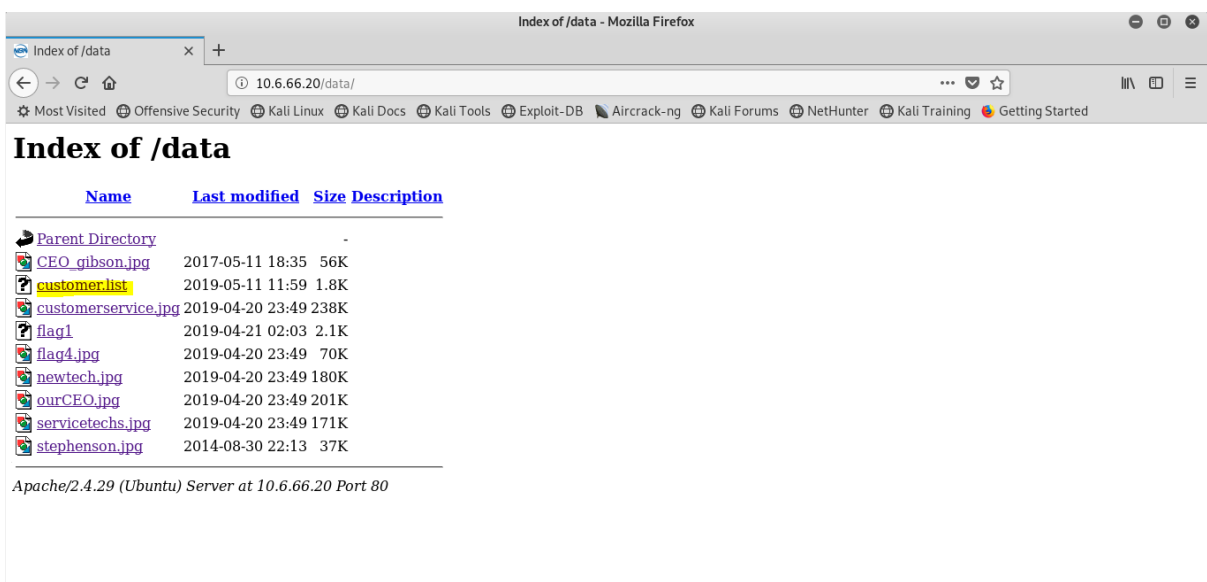 Index of /data - Mozilla Firefox
Index of /data
10.6.66.20/data/
Most Visited Offensive Security Kali Linux Kali Docs Kali Tools Exploit-DB Aircrack-ng Kali Forums NetHunter Kali Training Getting Started
Index of /data
Name Last modified Size Description
Parent Directory -
CEO_gibson.jpg 2017-05-11 18:35 56K
customer.list 2019-05-11 11:59 1.8K
customerservice.jpg 2019-04-20 23:49 238K
flag1 2019-04-21 02:03 2.1K
flag4.jpg 2019-04-20 23:49 70K
newtech.jpg 2019-04-20 23:49 180K
ourCEO.jpg 2019-04-20 23:49 201K
servicetechs.jpg 2019-04-20 23:49 171K
stephenson.jpg 2014-08-30 22:13 37K
Apache/2.4.29 (Ubuntu) Server at 10.6.66.20 Port 80